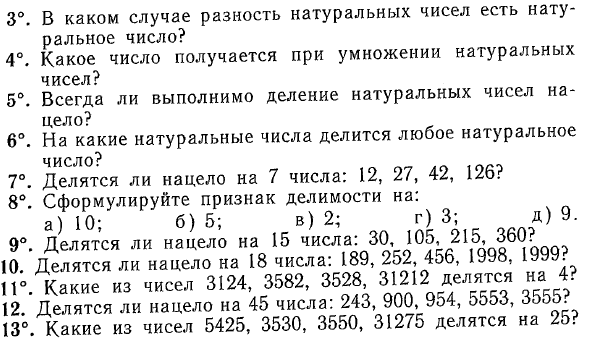 3°. В каком случае разность натуральных чисел есть нату-
ральное число?
4°. Какое число получается при умножении натуральных
чисел?
5°. Всегда ли выполнимо деление натуральных чисел на-
цело?
6°. На какие натуральные числа делится любое натуральное
число?
7°. Делятся ли нацело на 7 числа: 12, 27, 42, 126?
8°. Сформулируйте признак делимости на:
а) 10; б) 5; в) 2; г) 3; д) 9.
9°. Делятся ли нацело на 15 числа: 30, 105, 215, 360?
10. Делятся ли нацело на 18 числа: 189, 252, 456, 1998, 1999?
11°. Какие из чисел 3124, 3582, 3528, 31212 делятся на 4?
12. Делятся ли нацело на 45 числа: 243, 900, 954, 5553, 3555?
13°. Какие из чисел 5425, 3530, 3550, 31275 делятся на 25?